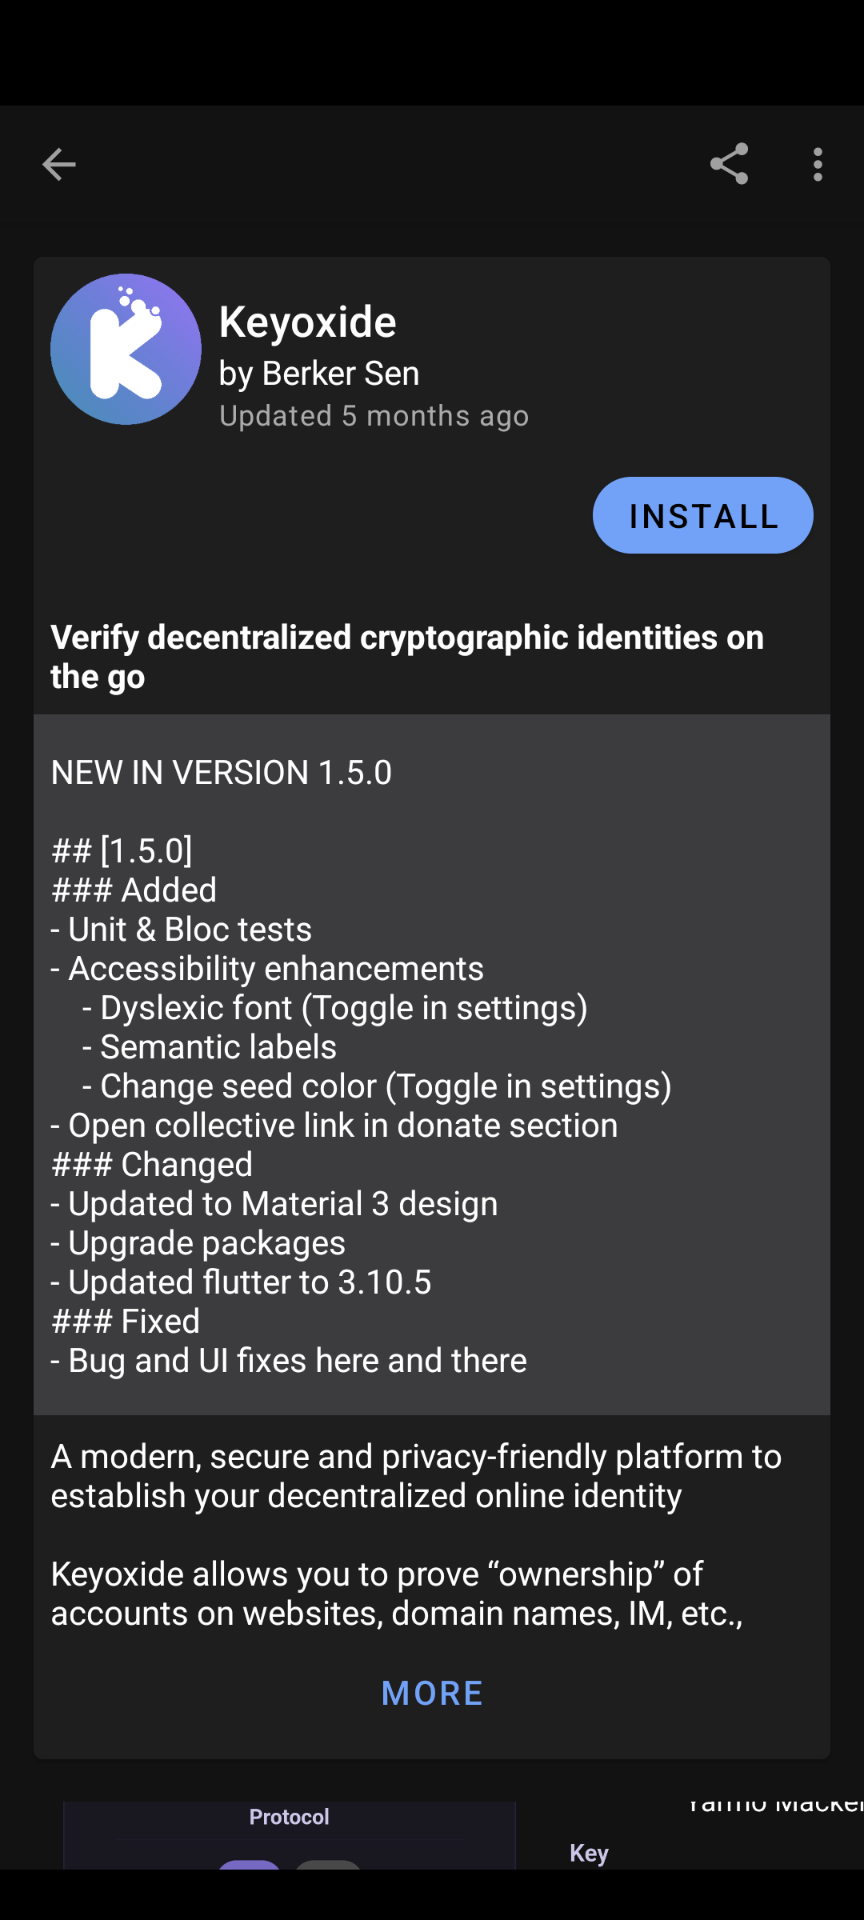 Keyoxide
by Berker Sen
Updated 5 months ago
INSTALL
Verify decentralized cryptographic identities on
the go
NEW IN VERSION 1.5.0
## [1.5.0]
### Added
- Unit & Bloc tests
- Accessibility enhancements
- Dyslexic font (Toggle in settings)
- Semantic labels
- Change seed color (Toggle in settings)
- Open collective link in donate section
### Changed
- Updated to Material 3 design
- Upgrade packages
- Updated flutter to 3.10.5
### Fixed
- Bug and UI fixes here and there
A modern, secure and privacy-friendly platform to
establish your decentralized online identity
Keyoxide allows you to prove “ownership” of
accounts on websites, domain names, IM, etc.,
MORE
Protocol
Key